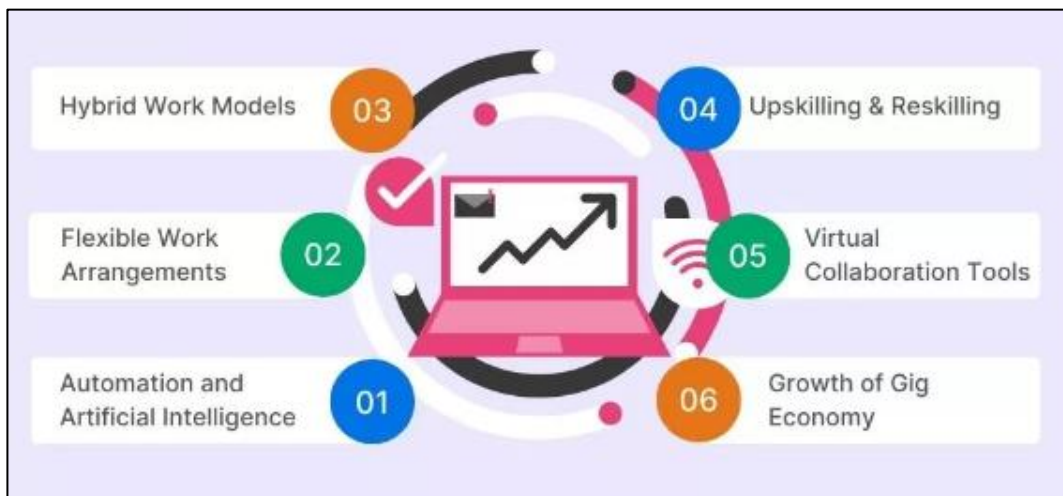 Hybrid Work Models
03
04
Upskilling & Reskilling
Flexible Work
Arrangements
02
05
Virtual
Collaboration Tools
Automation and
Artificial Intelligence
01
06
Growth of Gig
Economy